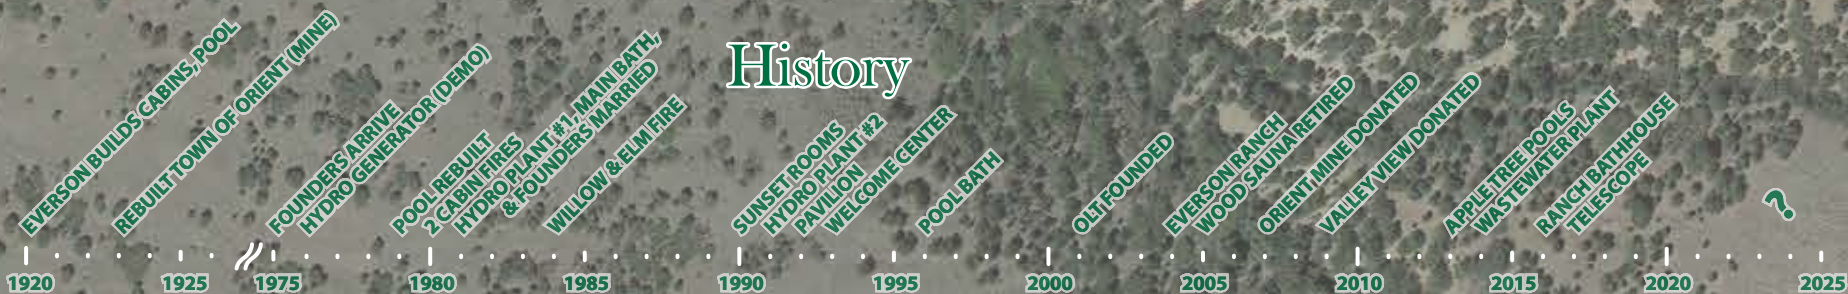 History
EVERSON BUILDS CABINS, POOL
REBUILT TOWN OF ORIENT (MINE)
FOUNDERS ARRIVE
HYDRO GENERATOR (DEMO)
POOL REBUILT
2 CABIN FIRES
HYDRO PLANT #1, MAIN BATH,
& FOUNDERS MARRIED
WILLOW & ELM FIRE
SUNSET ROOMS
HYDRO PLANT #2
PAVILION
WELCOME CENTER
POOL BATH
OLT FOUNDED
EVERSON RANCH
WOOD SAUNA RETIRED
ORIENT MINE DONATED
VALLEY VIEW DONATED
APPLETREE POOLS
WASTEWATER PLANT
RANCH BATHHOUSE
TELESCOPE
?
1920 1925 1975 1980 1985 1990 1995 2000 2005 2010 2015 2020 2025